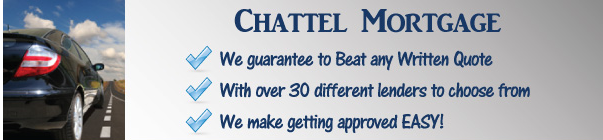 Chattel Mortgage
We guarantee to Beat any Written Quote
With over 30 different lenders to choose from
We make getting approved EASY!